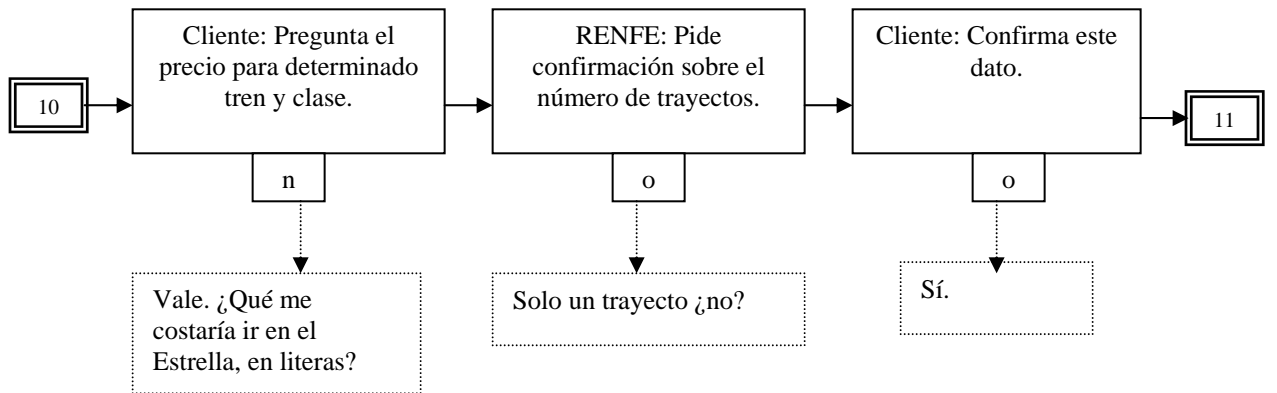 10
Cliente: Pregunta el
precio para determinado
tren y clase.
n
Vale. ¿Qué me
costaría ir en el
Estrella, en literas?
RENFE: Pide
confirmación sobre el
número de trayectos.
o
Solo un trayecto ¿no?
Cliente: Confirma este
dato.
o
Sí.
11